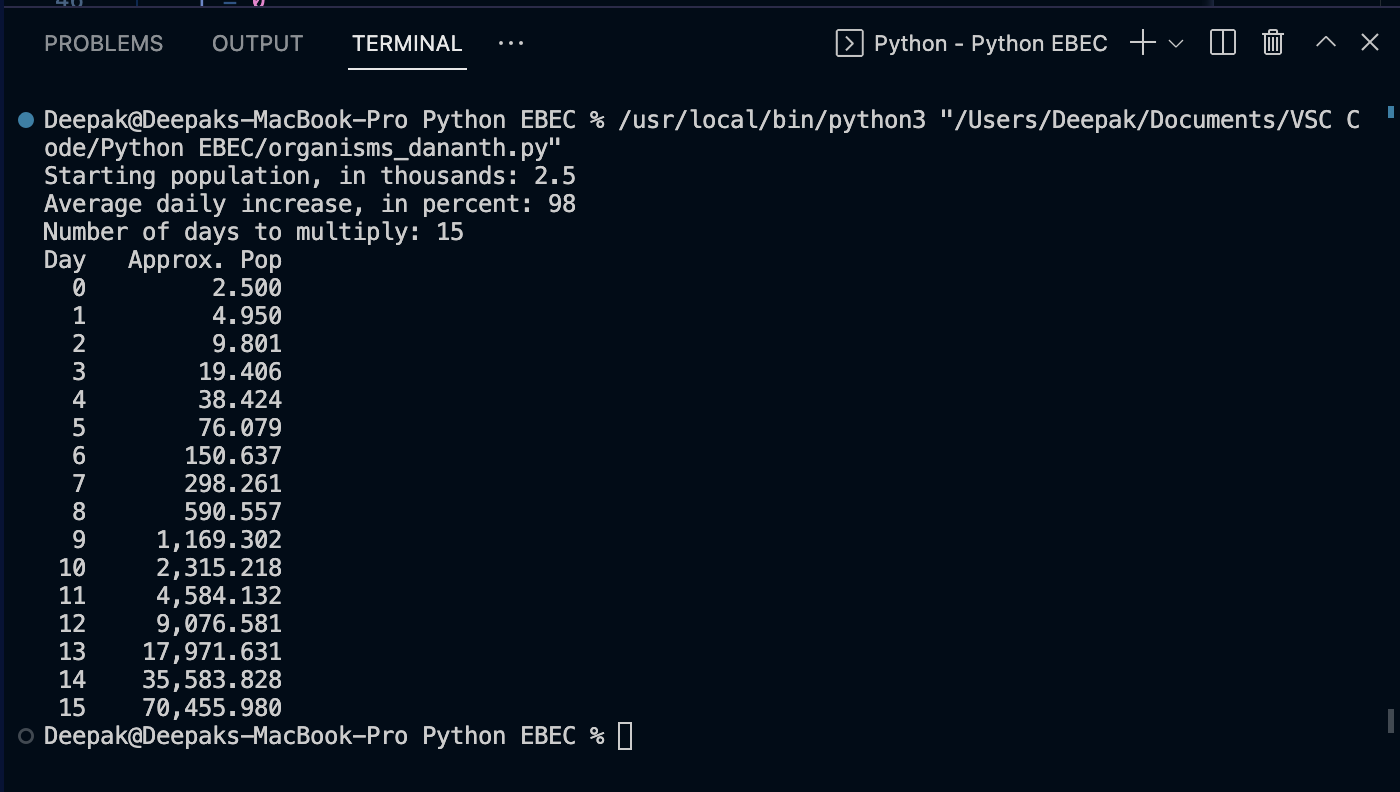 PROBLEMS OUTPUT TERMINAL ··· Python - Python EBEC
Deepak@Deepaks-MacBook-Pro Python EBEC % /usr/local/bin/python3 "/Users/Deepak/Documents/VSC C
ode/Python EBEC/organisms_dananth.py"
Starting population, in thousands: 2.5
Average daily increase, in percent: 98
Number of days to multiply: 15
Day   Approx. Pop
  0         2.500
  1         4.950
  2         9.801
  3        19.406
  4        38.424
  5        76.079
  6       150.637
  7       298.261
  8       590.557
  9     1,169.302
 10     2,315.218
 11     4,584.132
 12     9,076.581
 13    17,971.631
 14    35,583.828
 15    70,455.980
Deepak@Deepaks-MacBook-Pro Python EBEC %